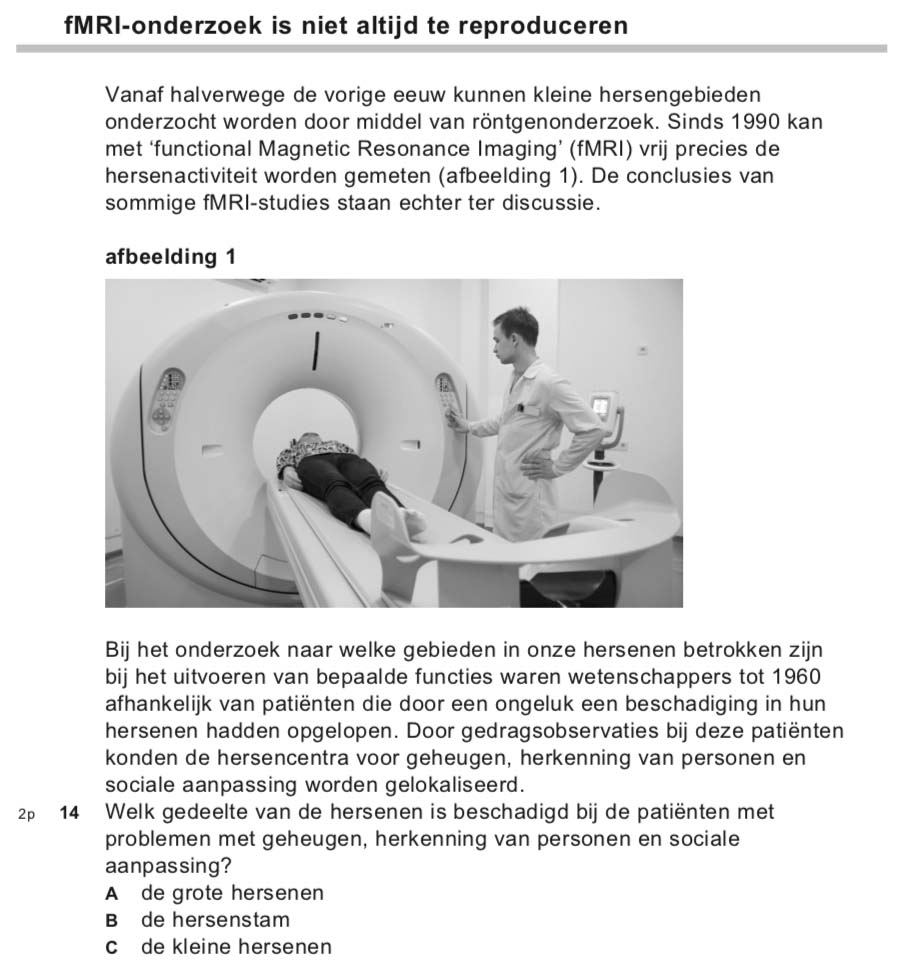 fMRI-onderzoek is niet altijd te reproduceren
Vanaf halverwege de vorige eeuw kunnen kleine hersengebieden
onderzocht worden door middel van röntgenonderzoek. Sinds 1990 kan
met ‘functional Magnetic Resonance Imaging’ (fMRI) vrij precies de
hersenactiviteit worden gemeten (afbeelding 1). De conclusies van
sommige fMRI-studies staan echter ter discussie.
afbeelding 1
Bij het onderzoek naar welke gebieden in onze hersenen betrokken zijn
bij het uitvoeren van bepaalde functies waren wetenschappers tot 1960
afhankelijk van patiënten die door een ongeluk een beschadiging in hun
hersenen hadden opgelopen. Door gedragsobservaties bij deze patiënten
konden de hersencentra voor geheugen, herkenning van personen en
sociale aanpassing worden gelokaliseerd.
2p 14 Welk gedeelte van de hersenen is beschadigd bij de patiënten met
problemen met geheugen, herkenning van personen en sociale
aanpassing?
A de grote hersenen
B de hersenstam
C de kleine hersenen